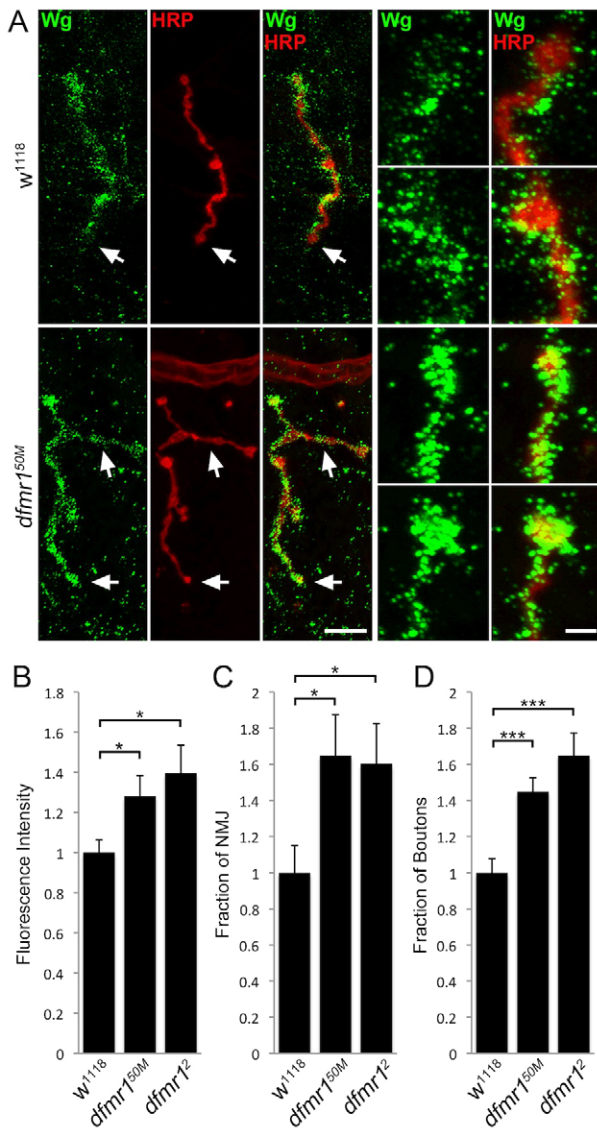 A
Wg HRP Wg HRP Wg Wg HRP
w1118
dfmr150M
B
Fluorescence Intensity
1.8
1.6
1.4
1.2
1
0.8
0.6
0.4
0.2
0
*
*
w1118 dfmr150M dfmr12
C
Fraction of NMJ
2
1.8
1.6
1.4
1.2
1
0.8
0.6
0.4
0.2
0
*
*
w1118 dfmr150M dfmr12
D
Fraction of Boutons
2
1.8
1.6
1.4
1.2
1
0.8
0.6
0.4
0.2
0
***
***
w1118 dfmr150M dfmr12